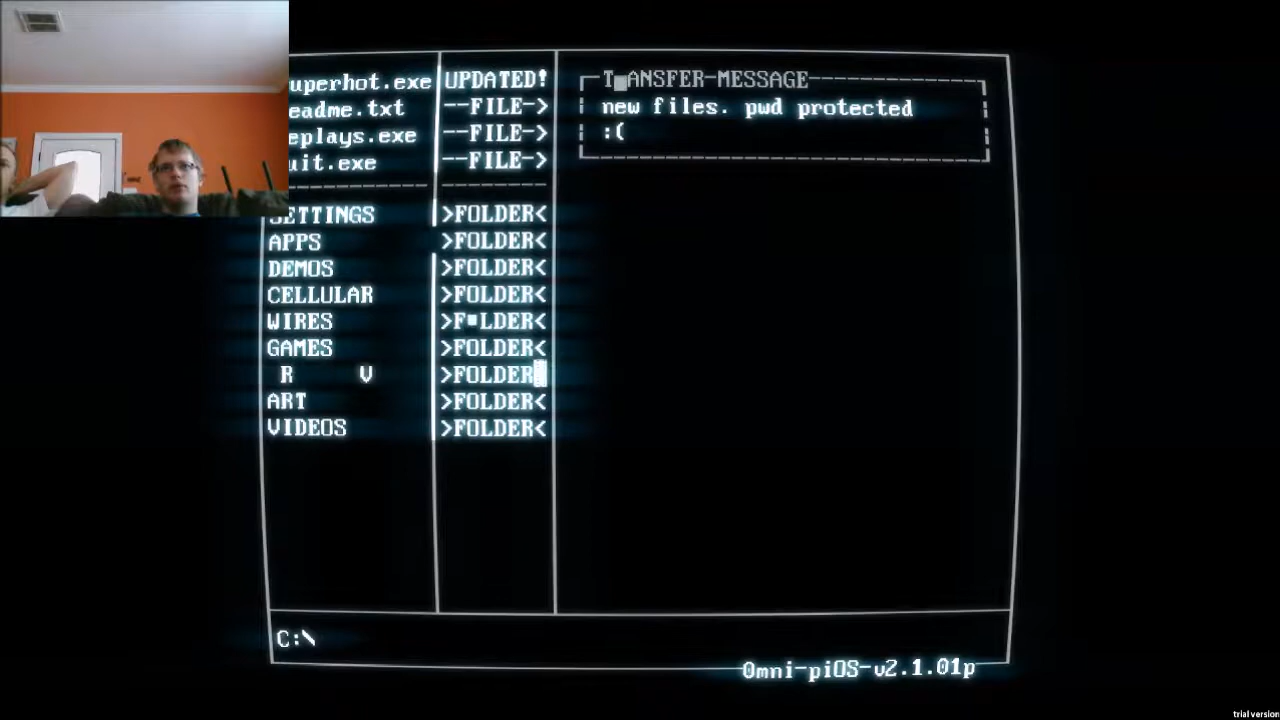 uperhot.exe UPDATED!
eadme.txt --FILE->
eplays.exe --FILE->
uit.exe --FILE->
SETTINGS >FOLDER<
APPS >FOLDER<
DEMOS >FOLDER<
CELLULAR >FOLDER<
WIRES >F▪LDER<
GAMES >FOLDER<
R V >FOLDER
ART >FOLDER<
VIDEOS >FOLDER<
T▄ANSFER-MESSAGE
new files. pwd protected
:(
C:\
Omni-piOS-v2.1.01p
trial version